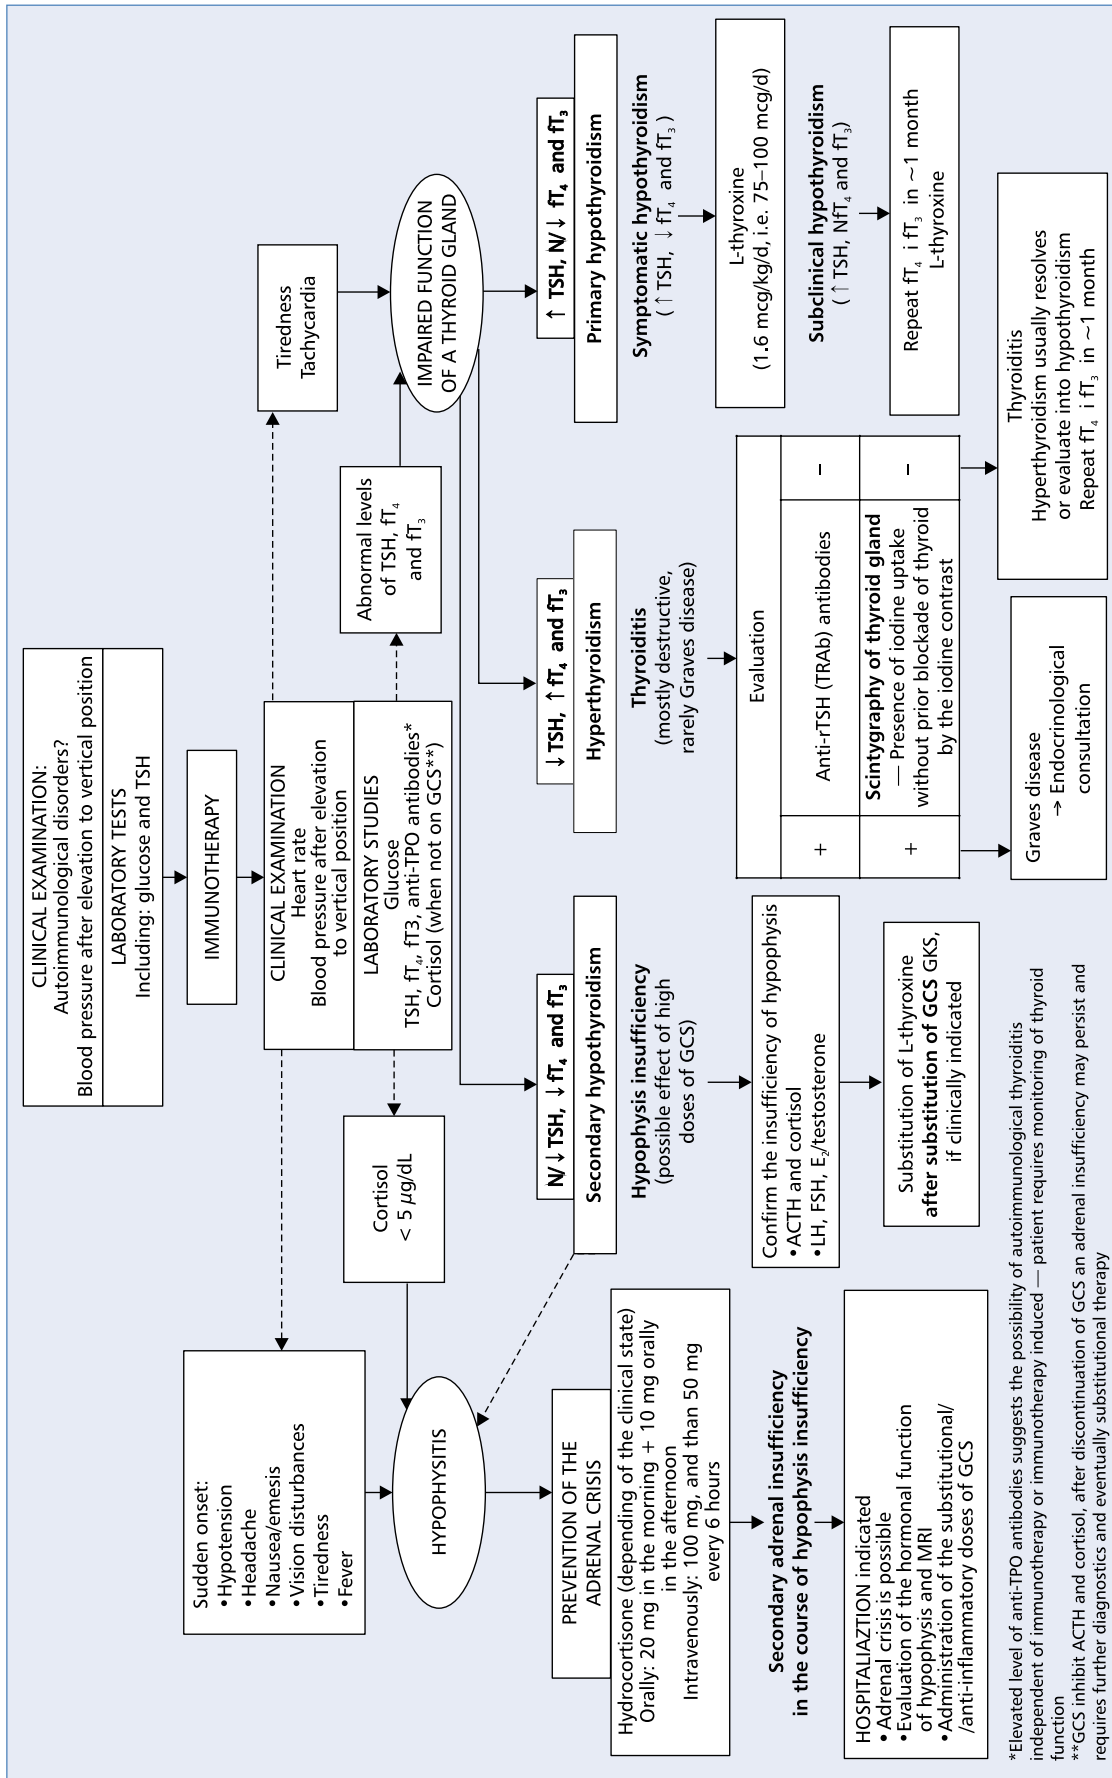 CLINICAL EXAMINATION:
Autoimmunological disorders?
Blood pressure after elevation to vertical position
LABORATORY TESTS
Including: glucose and TSH
IMMUNOTHERAPY
CLINICAL EXAMINATION
Heart rate
Blood pressure after elevation
to vertical position
LABORATORY STUDIES
Glucose
TSH, fT₄, fT3, anti-TPO antibodies*
Cortisol (when not on GCS**)
Sudden onset:
•Hypotension
•Headache
•Nausea/emesis
•Vision disturbances
•Tiredness
•Fever
Cortisol
< 5 µg/dL
Abnormal levels
of TSH, fT₄
and fT₃
Tiredness
Tachycardia
HYPOPHYSITIS
IMPAIRED FUNCTION
OF A THYROID GLAND
PREVENTION OF THE
ADRENAL CRISIS
Hydrocortisone (depending of the clinical state)
Orally: 20 mg in the morning + 10 mg orally
in the afternoon
Intravenously: 100 mg, and than 50 mg
every 6 hours
Secondary adrenal insufficiency
in the course of hypophysis insufficiency
HOSPITALIAZTION indicated
•Adrenal crisis is possible
•Evaluation of the hormonal function
of hypophysis and MRI
•Administration of the substitutional/
/anti-inflammatory doses of GCS
N/↓TSH, ↓fT₄ and fT₃
Secondary hypothyroidism
Hypophysis insufficiency
(possible effect of high
doses of GCS)
Confirm the insufficiency of hypophysis
•ACTH and cortisol
•LH, FSH, E₂/testosterone
Substitution of L-thyroxine
after substitution of GCS GKS,
if clinically indicated
↓TSH, ↑fT₄ and fT₃
Hyperthyroidism
Thyroiditis
(mostly destructive,
rarely Graves disease)
Evaluation
+ Anti-rTSH (TRAb) antibodies –
Scintygraphy of thyroid gland
+ — Presence of iodine uptake –
without prior blockade of thyroid
by the iodine contrast
Graves disease
→ Endocrinological
consultation
Thyroiditis
Hyperthyroidism usually resolves
or evaluate into hypothyroidism
Repeat fT₄ i fT₃ in ~1 month
↑ TSH, N/↓ fT₄ and fT₃
Primary hypothyroidism
Symptomatic hypothyroidism
(↑TSH, ↓fT₄ and fT₃)
L-thyroxine
(1.6 mcg/kg/d, i.e. 75–100 mcg/d)
Subclinical hypothyroidism
(↑TSH, NfT₄ and fT₃)
Repeat fT₄ i fT₃ in ~1 month
L-thyroxine
*Elevated level of anti-TPO antibodies suggests the possibility of autoimmunological thyroiditis
independent of immunotherapy or immunotherapy induced — patient requires monitoring of thyroid
function
**GCS inhibit ACTH and cortisol, after discontinuation of GCS an adrenal insufficiency may persist and
requires further diagnostics and eventually substitutional therapy